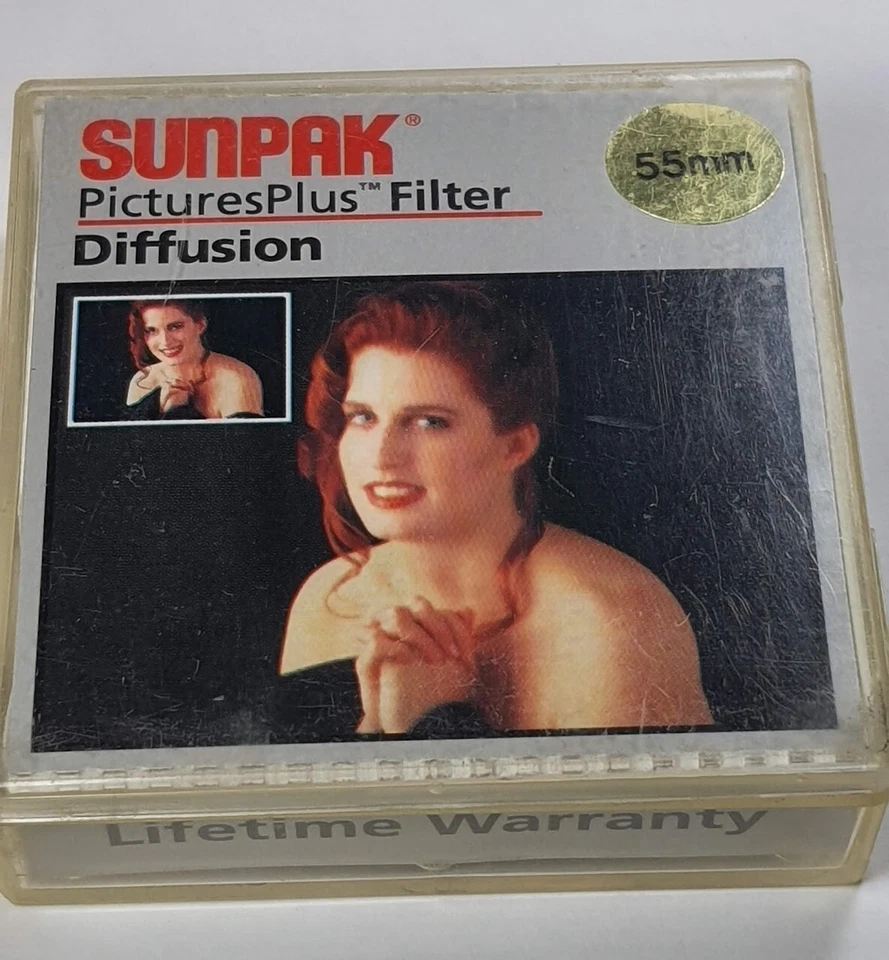 SUNPAK®
PicturesPlus™ Filter
Diffusion
55mm
Lifetime Warranty